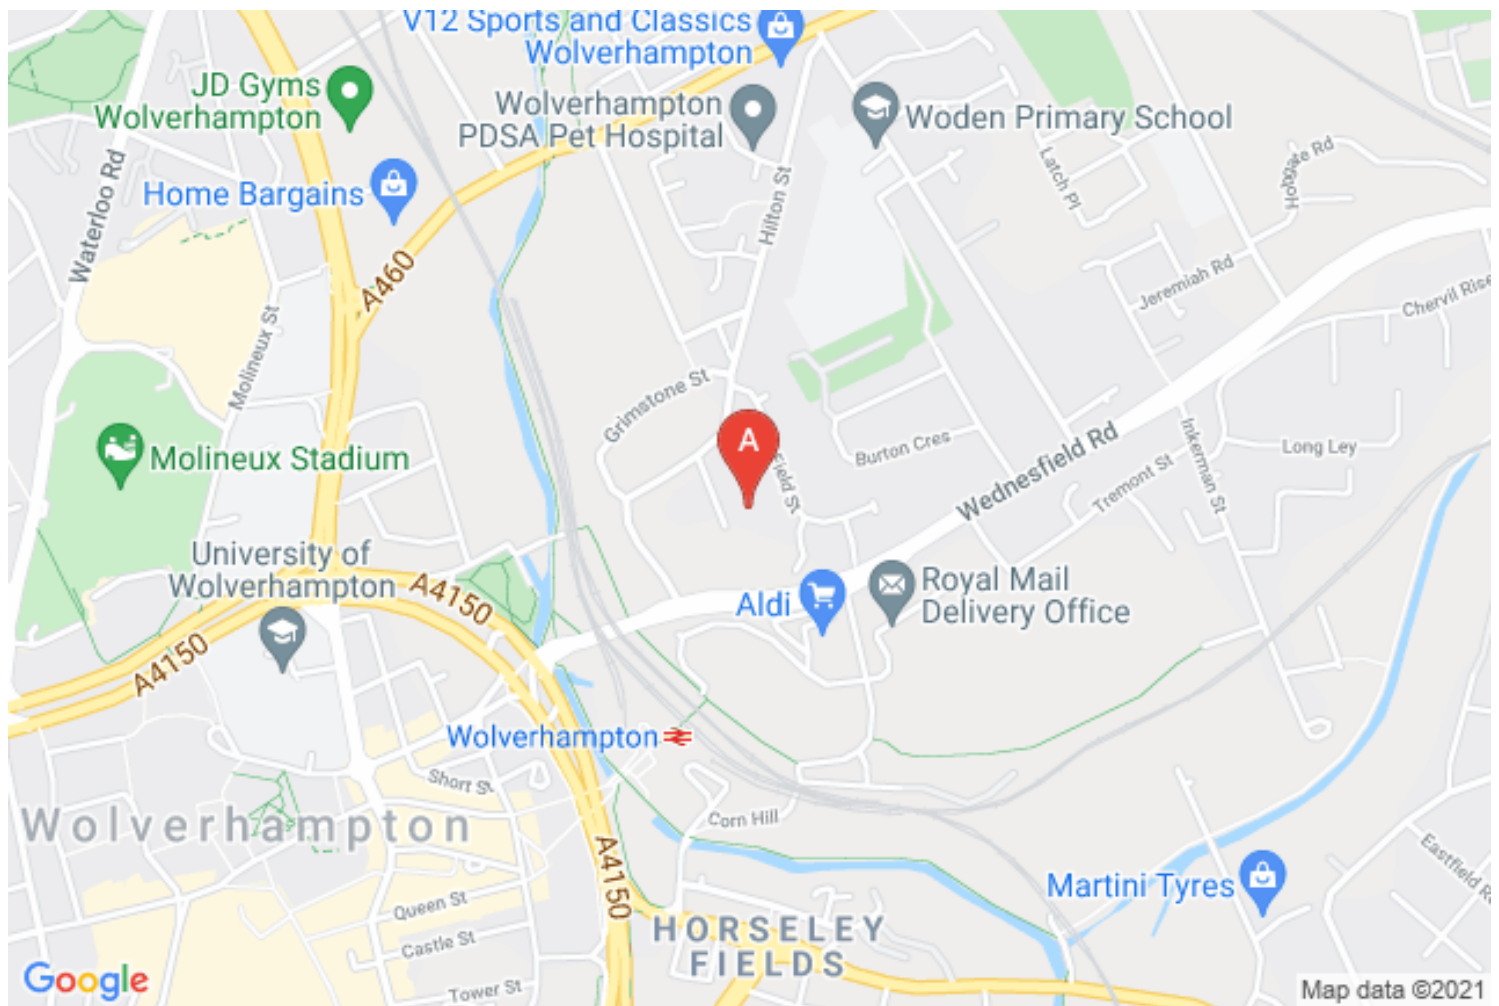 V12 Sports and Classics
Wolverhampton
JD Gyms
Wolverhampton
Wolverhampton
PDSA Pet Hospital
Woden Primary School
Home Bargains
Waterloo Rd
Hilton St
Latch Pl
Holgate Rd
A460
Molineux St
Jeremiah Rd
Chervil Rise
Grimstone St
A
Field St
Burton Cres
Wednesfield Rd
Tremont St
Inkerman St
Long Ley
Molineux Stadium
University of
Wolverhampton
A4150
A4150
Aldi
Royal Mail
Delivery Office
Wolverhampton
Short St
Wolverhampton
Corn Hill
A4150
Martini Tyres
Eastfield Rd
Queen St
Castle St
Tower St
HORSELEY
FIELDS
Google
Map data ©2021